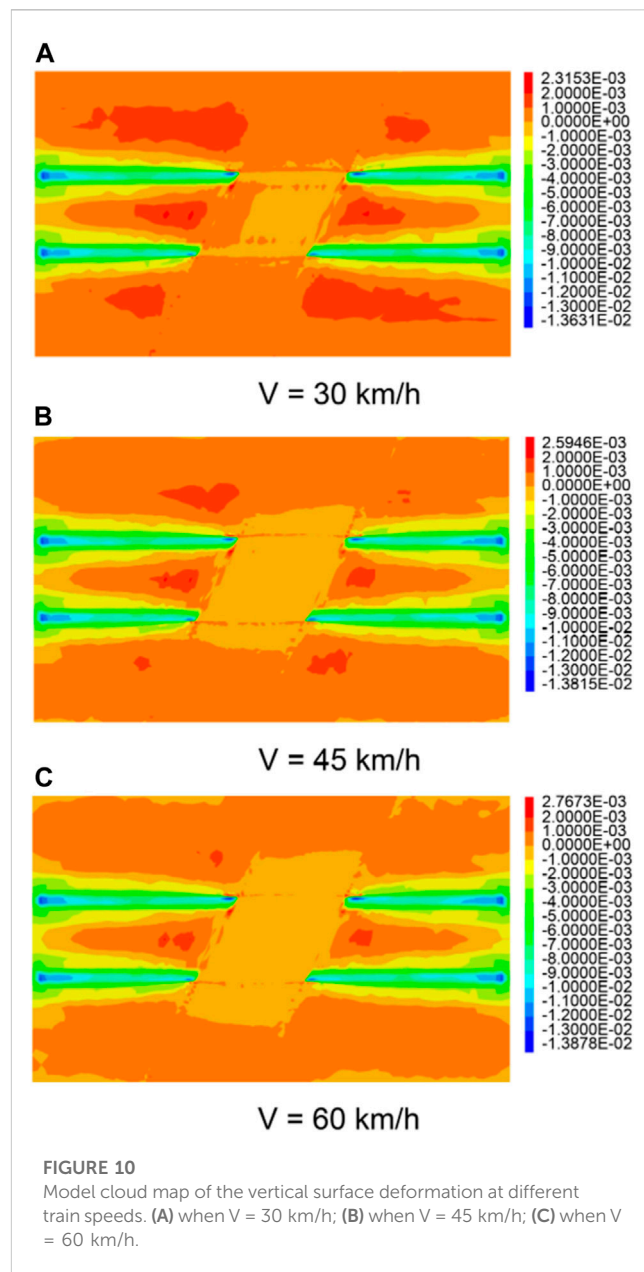 A
2.3153E-03
2.0000E-03
1.0000E-03
0.0000E+00
-1.0000E-03
-2.0000E-03
-3.0000E-03
-4.0000E-03
-5.0000E-03
-6.0000E-03
-7.0000E-03
-8.0000E-03
-9.0000E-03
-1.0000E-02
-1.1000E-02
-1.2000E-02
-1.3000E-02
-1.3631E-02
V = 30 km/h
B
2.5946E-03
2.0000E-03
1.0000E-03
0.0000E+00
-1.0000E-03
-2.0000E-03
-3.0000E-03
-4.0000E-03
-5.0000E-03
-6.0000E-03
-7.0000E-03
-8.0000E-03
-9.0000E-03
-1.0000E-02
-1.1000E-02
-1.2000E-02
-1.3000E-02
-1.3815E-02
V = 45 km/h
C
2.7673E-03
2.0000E-03
1.0000E-03
0.0000E+00
-1.0000E-03
-2.0000E-03
-3.0000E-03
-4.0000E-03
-5.0000E-03
-6.0000E-03
-7.0000E-03
-8.0000E-03
-9.0000E-03
-1.0000E-02
-1.1000E-02
-1.2000E-02
-1.3000E-02
-1.3878E-02
V = 60 km/h
FIGURE 10
Model cloud map of the vertical surface deformation at different
train speeds. (A) when V = 30 km/h; (B) when V = 45 km/h; (C) when V
= 60 km/h.